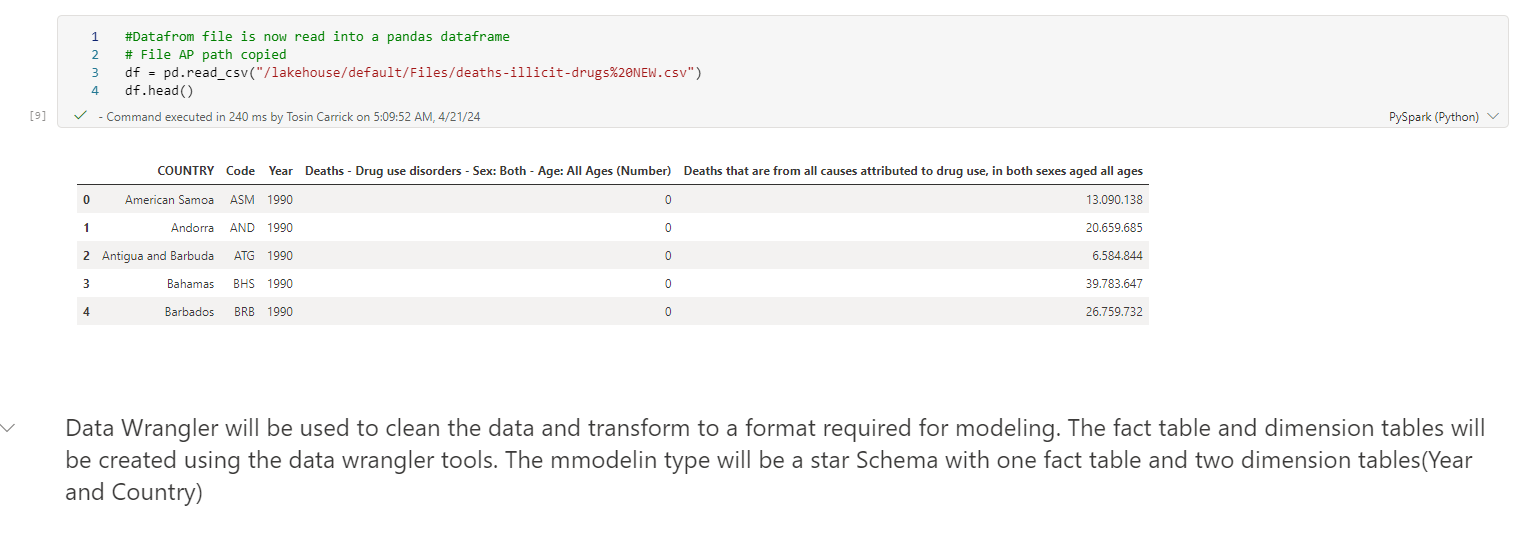 1 #Datafrom file is now read into a pandas dataframe
2 # File AP path copied
3 df = pd.read_csv("/lakehouse/default/Files/deaths-illicit-drugs%20NEW.csv")
4 df.head()
[9] - Command executed in 240 ms by Tosin Carrick on 5:09:52 AM, 4/21/24 PySpark (Python)
COUNTRY Code Year Deaths - Drug use disorders - Sex: Both - Age: All Ages (Number) Deaths that are from all causes attributed to drug use, in both sexes aged all ages
0 American Samoa ASM 1990 0 13.090.138
1 Andorra AND 1990 0 20.659.685
2 Antigua and Barbuda ATG 1990 0 6.584.844
3 Bahamas BHS 1990 0 39.783.647
4 Barbados BRB 1990 0 26.759.732
Data Wrangler will be used to clean the data and transform to a format required for modeling. The fact table and dimension tables will
be created using the data wrangler tools. The mmodelin type will be a star Schema with one fact table and two dimension tables(Year
and Country)